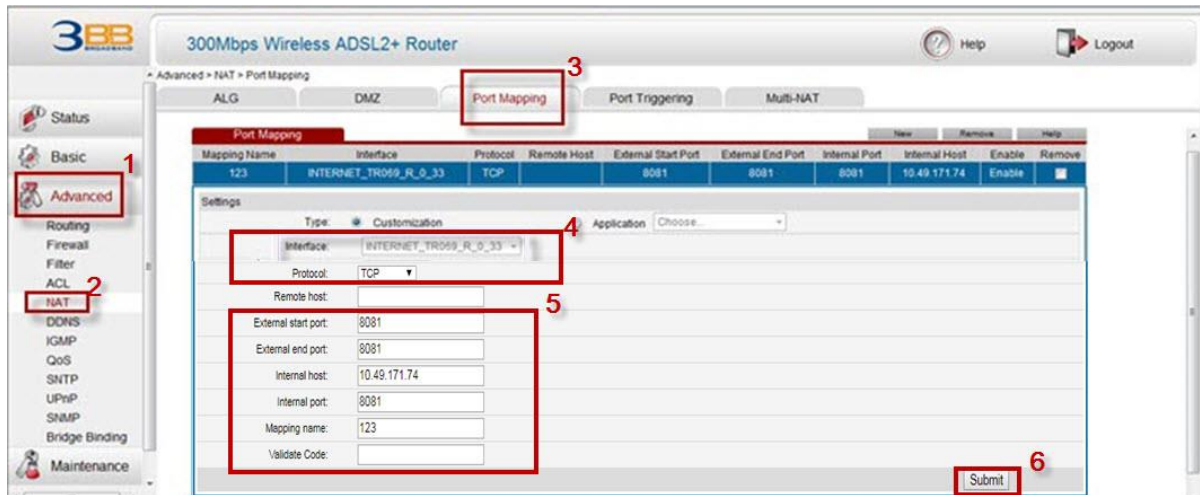 3BB
BROADBAND
300Mbps Wireless ADSL2+ Router
Help
Logout
Advanced > NAT > Port Mapping
3
ALG DMZ Port Mapping Port Triggering Multi-NAT
Status
Basic
1
Advanced
Routing
Firewall
Filter
ACL
2
NAT
DDNS
IGMP
QoS
SNTP
UPnP
SNMP
Bridge Binding
Maintenance
Port Mapping New Remove Help
Mapping Name Interface Protocol Remote Host External Start Port External End Port Internal Port Internal Host Enable Remove
123 INTERNET_TR069_R_0_33 TCP 8081 8081 8081 10.49.171.74 Enable
Settings
Type: Customization Application Choose...
4
Interface: INTERNET_TR069_R_0_33
Protocol: TCP
Remote host:
5
External start port: 8081
External end port: 8081
Internal host: 10.49.171.74
Internal port: 8081
Mapping name: 123
Validate Code:
6
Submit